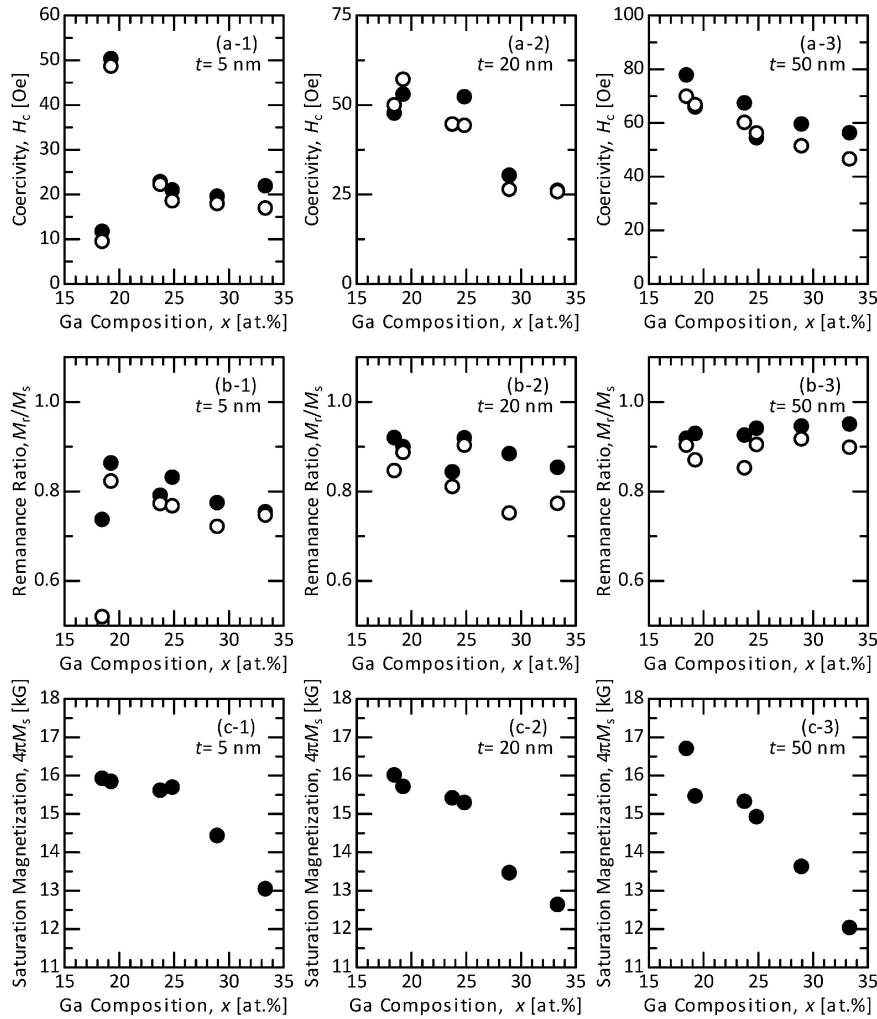 60
50
40
30
20
10
0
Coercivity, Hc [Oe]
(a-1)
t= 5 nm
15 20 25 30 35
Ga Composition, x [at.%]
75
50
25
0
Coercivity, Hc [Oe]
(a-2)
t= 20 nm
15 20 25 30 35
Ga Composition, x [at.%]
100
80
60
40
20
0
Coercivity, Hc [Oe]
(a-3)
t= 50 nm
15 20 25 30 35
Ga Composition, x [at.%]
1.0
0.8
0.6
Remanance Ratio, Mr/Ms
(b-1)
t= 5 nm
15 20 25 30 35
Ga Composition, x [at.%]
1.0
0.8
0.6
Remanance Ratio, Mr/Ms
(b-2)
t= 20 nm
15 20 25 30 35
Ga Composition, x [at.%]
1.0
0.8
0.6
Remanance Ratio, Mr/Ms
(b-3)
t= 50 nm
15 20 25 30 35
Ga Composition, x [at.%]
18
17
16
15
14
13
12
11
Saturation Magnetization, 4πMs [kG]
(c-1)
t= 5 nm
15 20 25 30 35
Ga Composition, x [at.%]
18
17
16
15
14
13
12
11
Saturation Magnetization, 4πMs [kG]
(c-2)
t= 20 nm
15 20 25 30 35
Ga Composition, x [at.%]
18
17
16
15
14
13
12
11
Saturation Magnetization, 4πMs [kG]
(c-3)
t= 50 nm
15 20 25 30 35
Ga Composition, x [at.%]